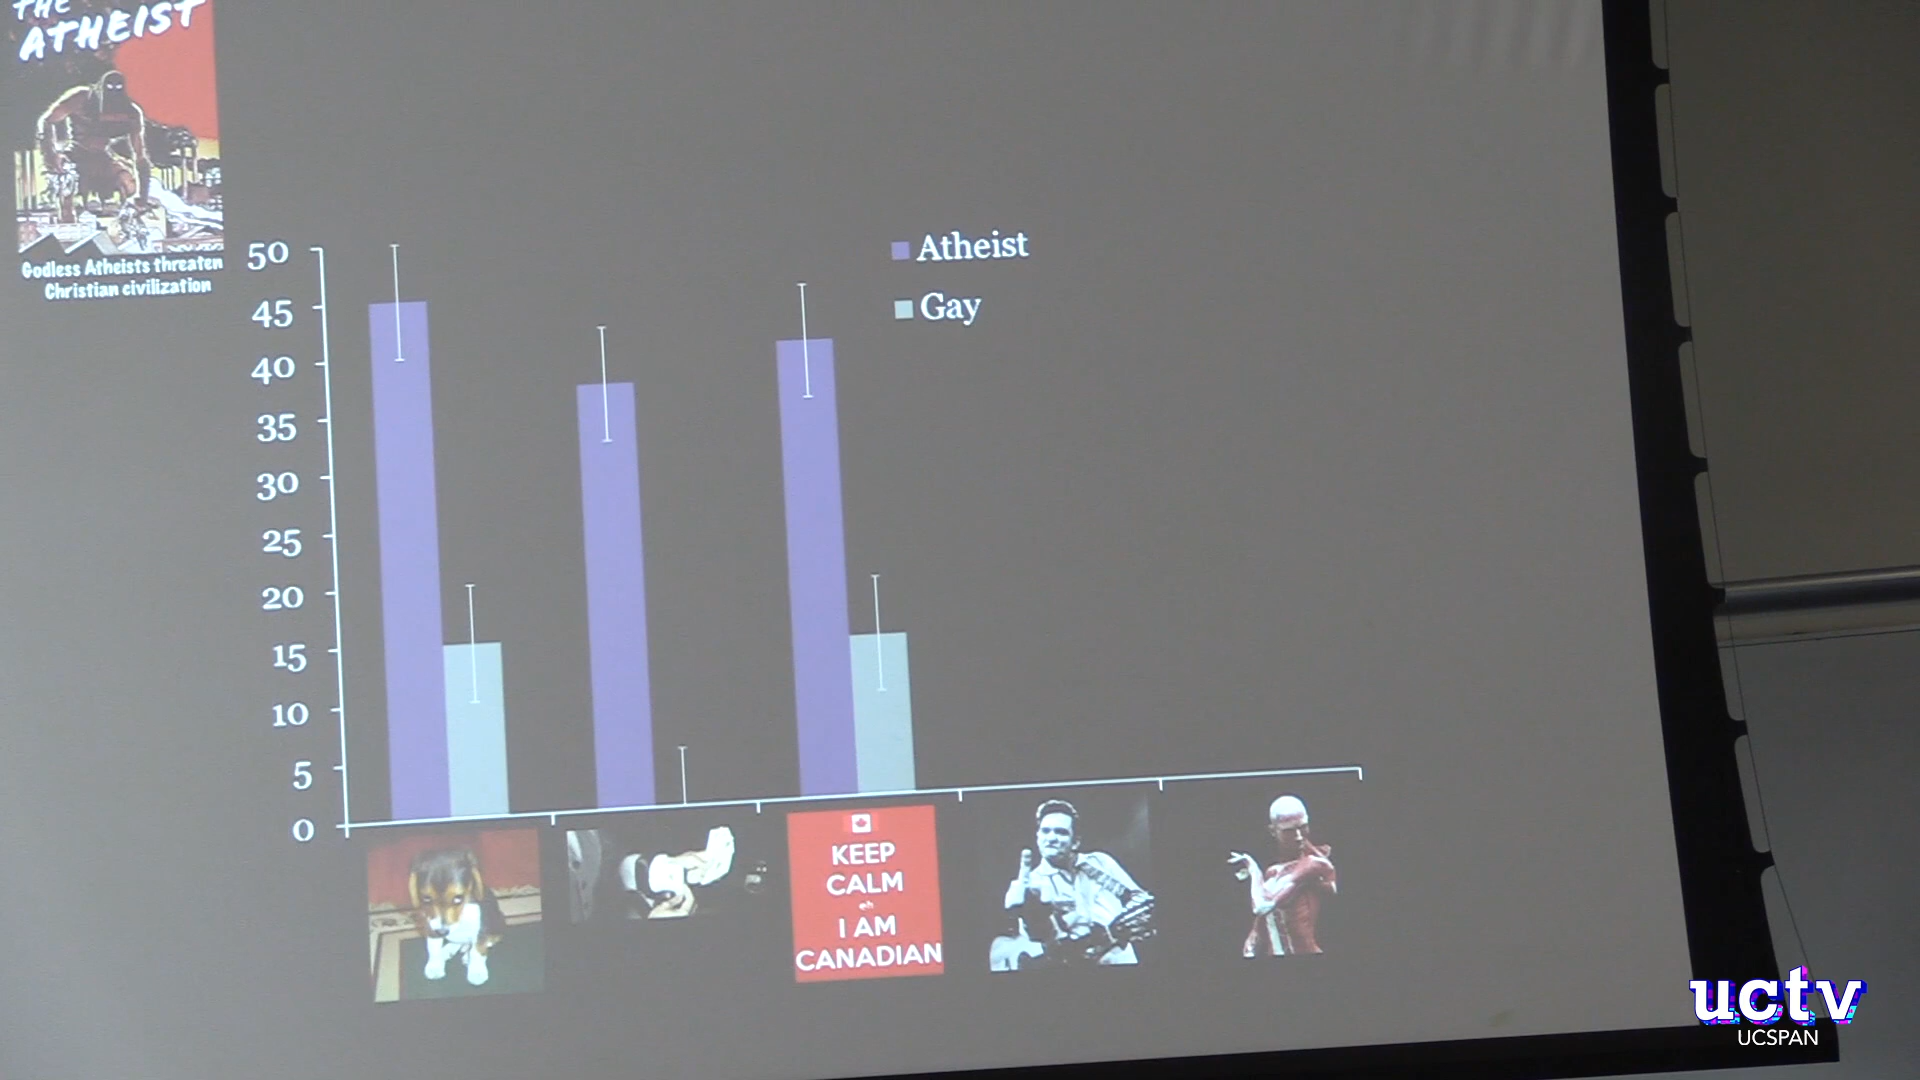 THE
ATHEIST
Godless Atheists threaten
Christian civilization
50
45
40
35
30
25
20
15
10
5
0
Atheist
Gay
KEEP
CALM
eh
I AM
CANADIAN
uctv
UCSPAN